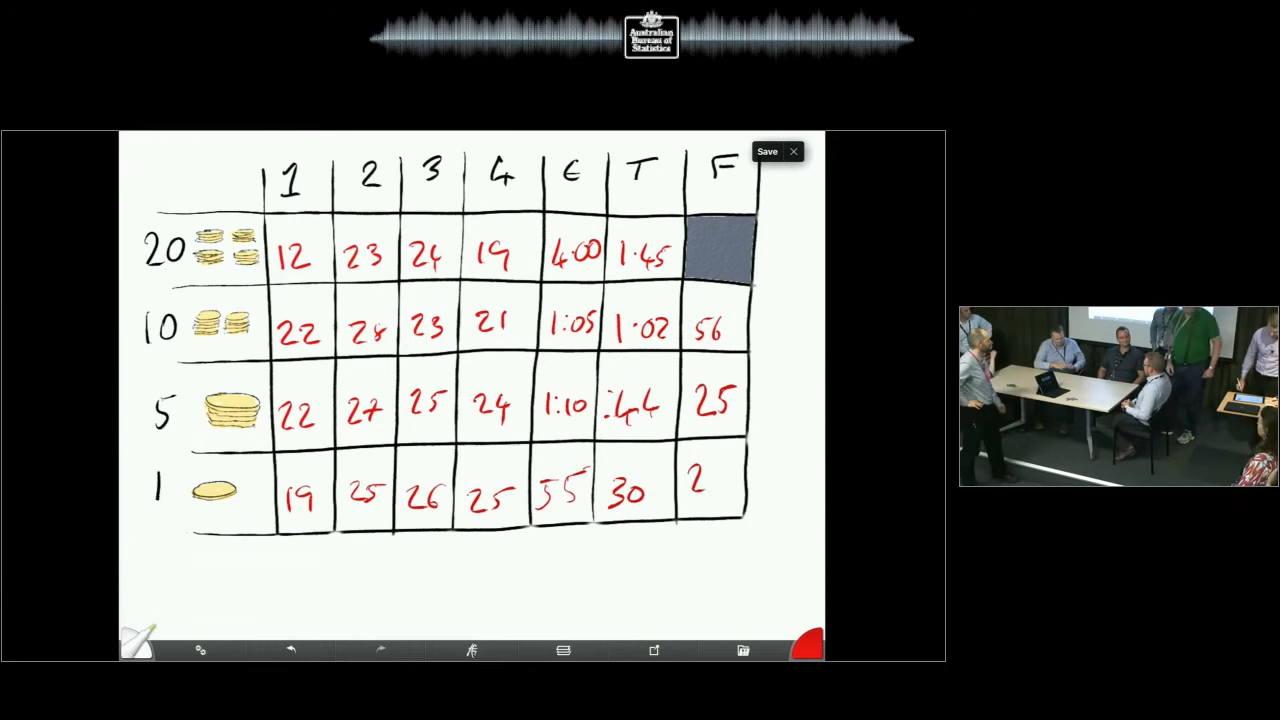 Australian
Bureau of
Statistics
Save
1 2 3 4 E T F
20 12 23 24 19 4.00 1.45
10 22 28 23 21 1:05 1.02 56
5 22 27 25 24 1:10 :44 25
1 19 25 26 25 55 30 2